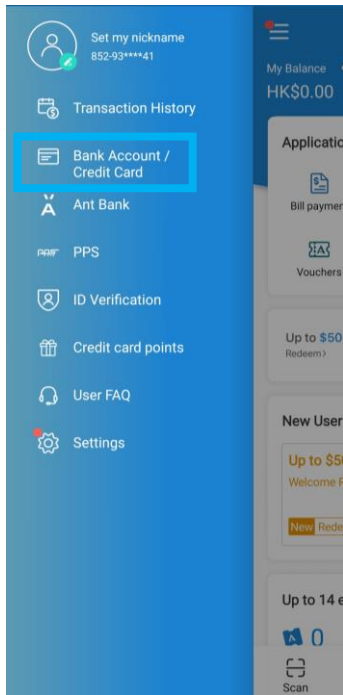 Set my nickname
852-93****41
Transaction History
Bank Account /
Credit Card
Ant Bank
PPS
ID Verification
Credit card points
User FAQ
Settings
My Balance
HK$0.00
Applicatio
Bill paymen
Vouchers
Up to $50
Redeem>
New User
Up to $50
Welcome R
New Rede
Up to 14 e
0
Scan